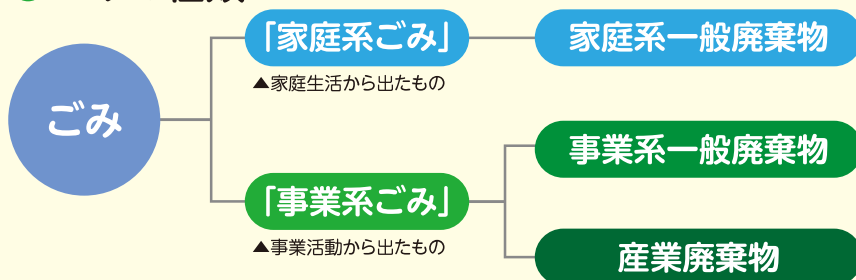 「家庭系ごみ」
家庭系一般廃棄物
▲家庭生活から出たもの
ごみ
事業系一般廃棄物
「事業系ごみ」
▲事業活動から出たもの
産業廃棄物